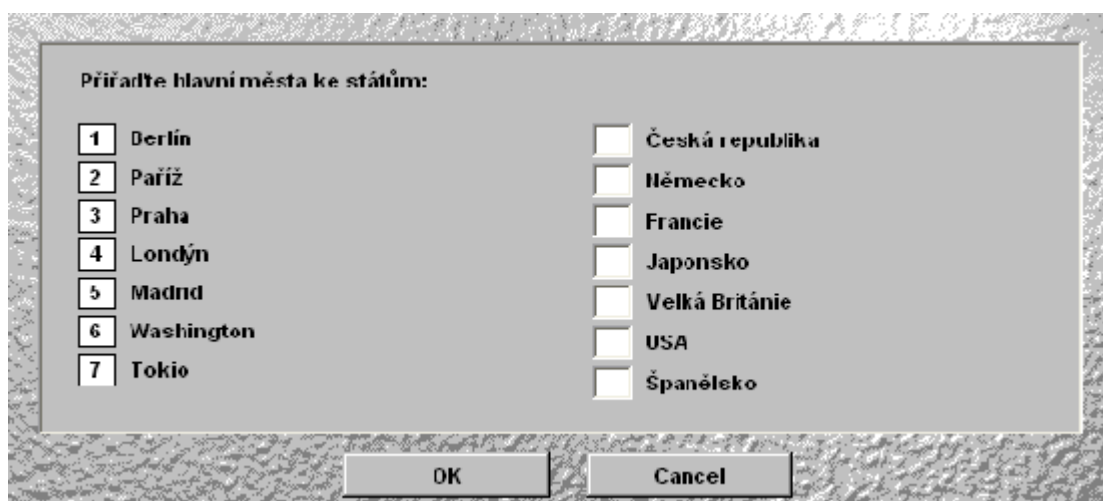 Přiřaďte hlavní města ke státům:
1 Berlín
2 Paříž
3 Praha
4 Londýn
5 Madrid
6 Washington
7 Tokio
Česká republika
Německo
Francie
Japonsko
Velká Británie
USA
Španělsko
OK Cancel